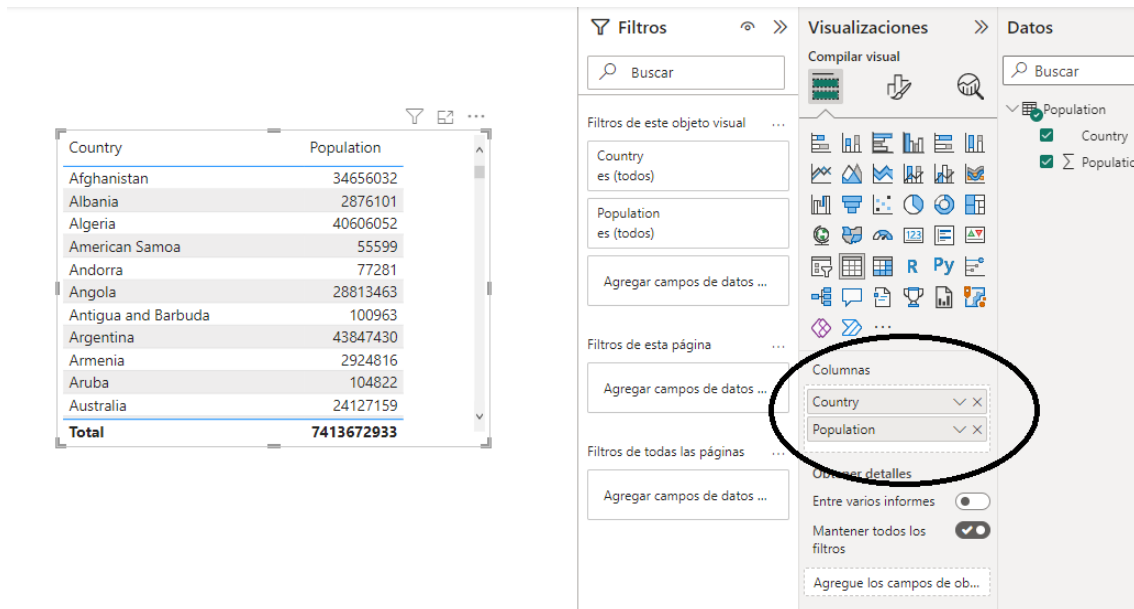 Filtros
Visualizaciones
Datos
Compilar visual
Buscar
Buscar
Population
Country
Populatio
Filtros de este objeto visual ...
Country
es (todos)
Population
es (todos)
Agregar campos de datos ...
Filtros de esta página ...
Agregar campos de datos ...
Filtros de todas las páginas ...
Agregar campos de datos ...
Country Population
Afghanistan 34656032
Albania 2876101
Algeria 40606052
American Samoa 55599
Andorra 77281
Angola 28813463
Antigua and Barbuda 100963
Argentina 43847430
Armenia 2924816
Aruba 104822
Australia 24127159
Total 7413672933
123
R Py
Columnas
Country
Population
Obtener detalles
Entre varios informes
Mantener todos los
filtros
Agregue los campos de ob...